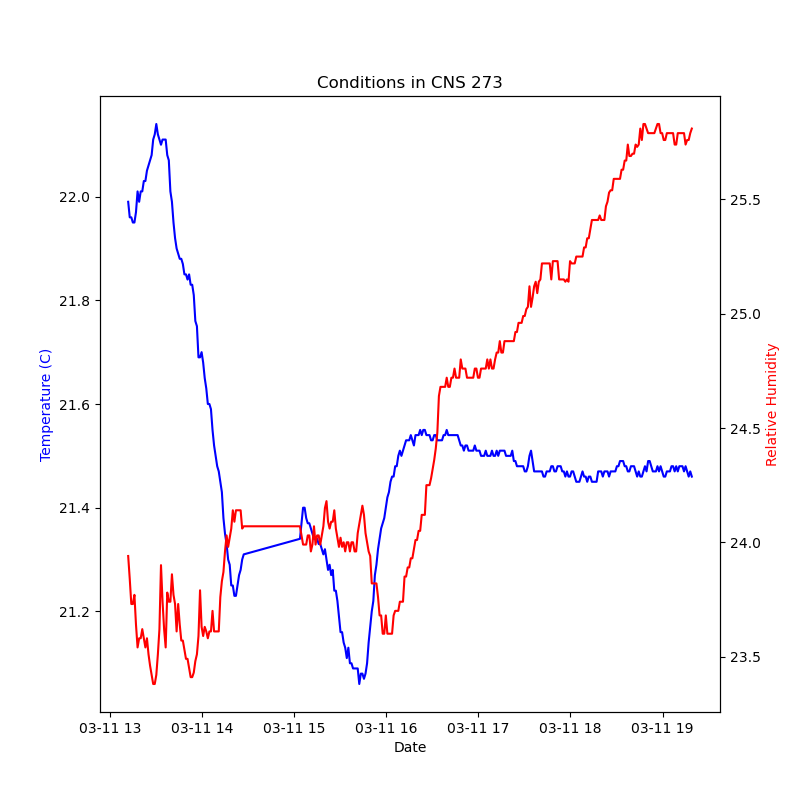 Conditions in CNS 273
22.0
21.8
21.6
21.4
21.2
Temperature (C)
25.5
25.0
24.5
24.0
23.5
Relative Humidity
03-11 13 03-11 14 03-11 15 03-11 16 03-11 17 03-11 18 03-11 19
Date